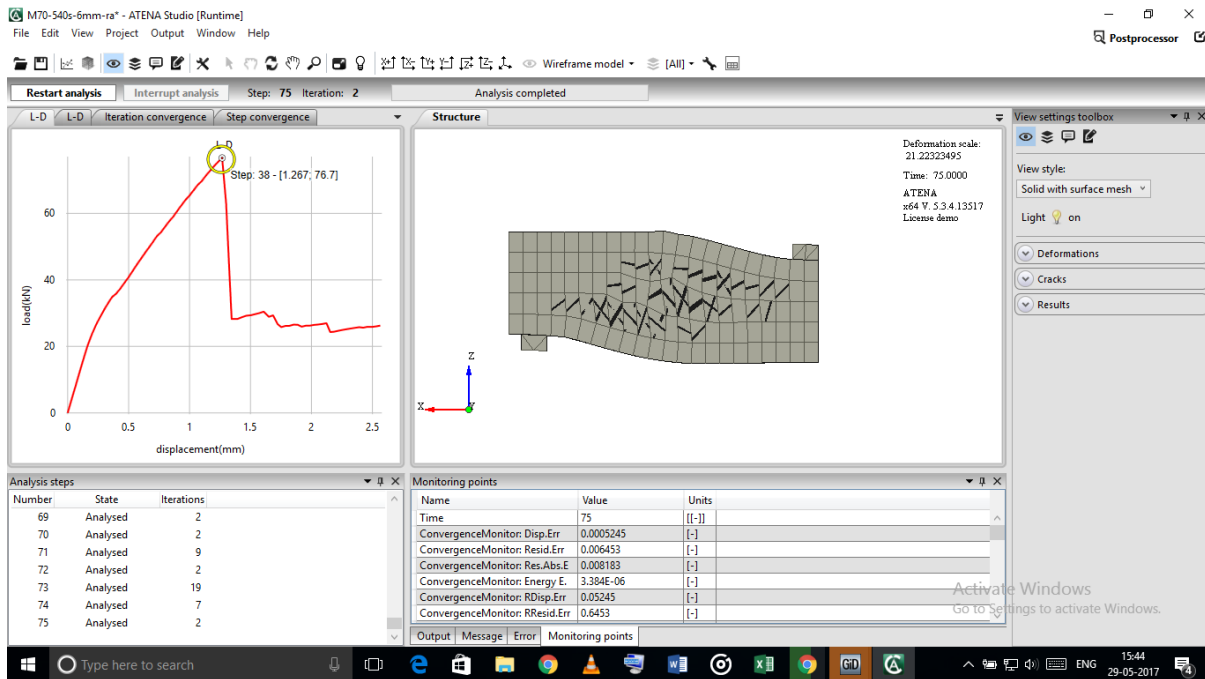 M70-540s-6mm-ra* - ATENA Studio [Runtime]
File Edit View Project Output Window Help
Postprocessor
Wireframe model
[All]
Restart analysis Interrupt analysis Step: 75 Iteration: 2 Analysis completed
L-D L-D Iteration convergence Step convergence
L-D
Step: 38 - [1.267; 76.7]
60
40
20
0
load(kN)
0 0.5 1 1.5 2 2.5
displacement(mm)
Structure
Deformation scale:
21.22323495
Time: 75.0000
ATENA
x64 V. 5.3.4.13517
License demo
Z
X
Y
View settings toolbox
View style:
Solid with surface mesh
Light on
Deformations
Cracks
Results
Analysis steps
Number State Iterations
69 Analysed 2
70 Analysed 2
71 Analysed 9
72 Analysed 2
73 Analysed 19
74 Analysed 7
75 Analysed 2
Monitoring points
Name Value Units
Time 75 [[-]]
ConvergenceMonitor: Disp.Err 0.0005245 [-]
ConvergenceMonitor: Resid.Err 0.006453 [-]
ConvergenceMonitor: Res.Abs.E 0.008183 [-]
ConvergenceMonitor: Energy E. 3.384E-06 [-]
ConvergenceMonitor: RDisp.Err 0.05245 [-]
ConvergenceMonitor: RResid.Err 0.6453 [-]
Output Message Error Monitoring points
Activate Windows
Go to Settings to activate Windows.
Type here to search
GiD
ENG
15:44
29-05-2017
4